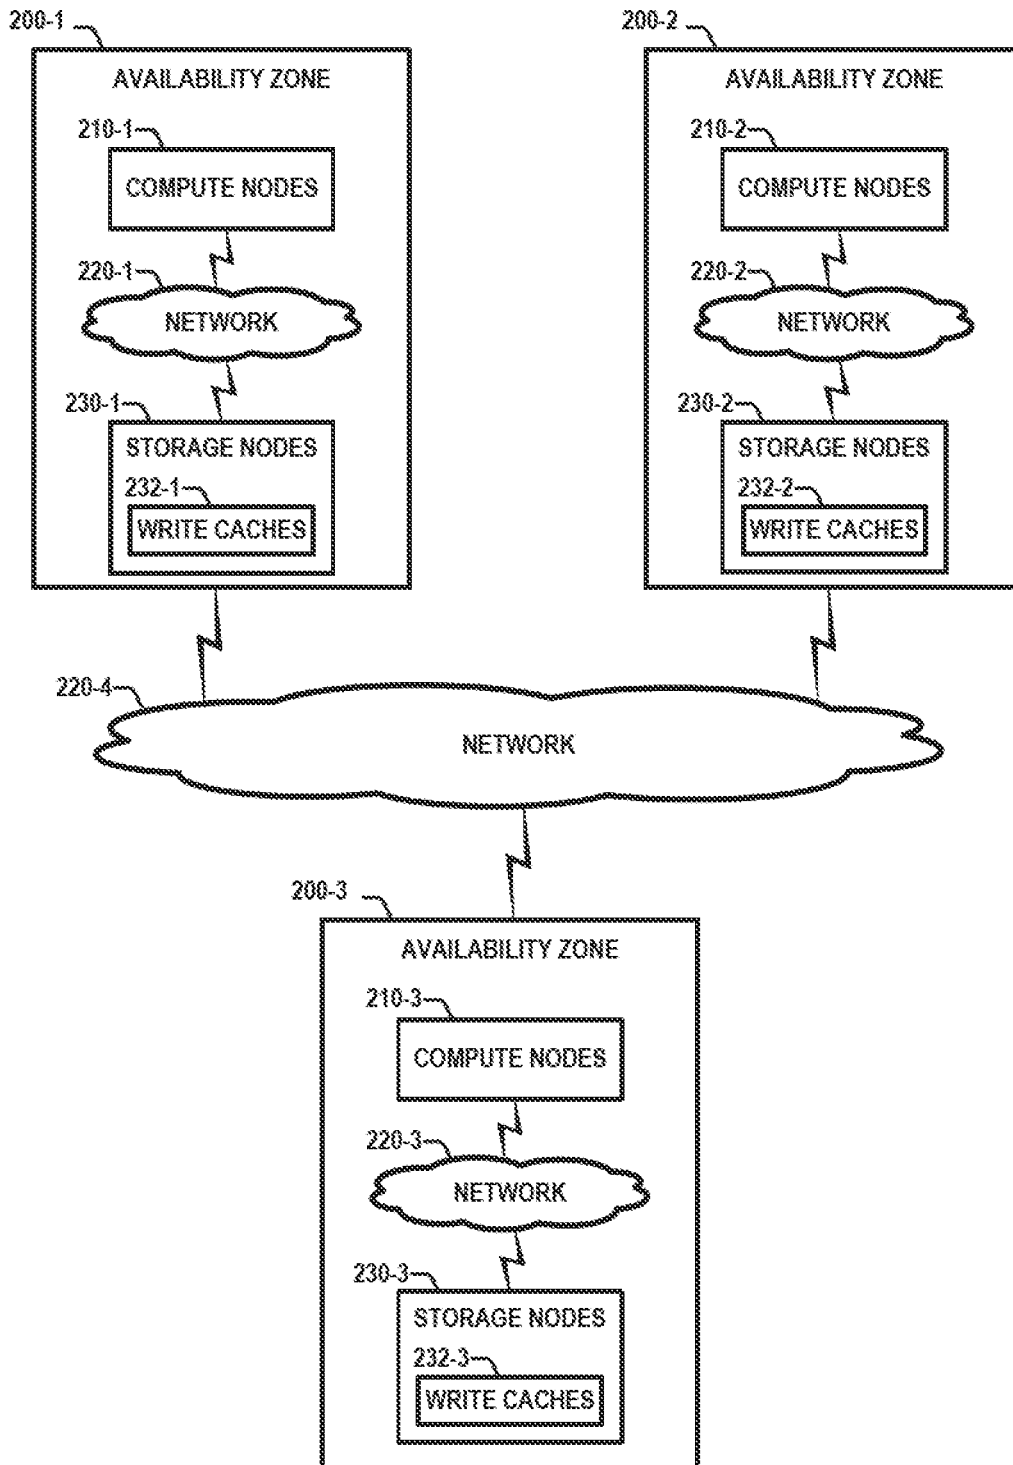 200-1
AVAILABILITY ZONE
210-1
COMPUTE NODES
220-1
NETWORK
230-1
STORAGE NODES
232-1
WRITE CACHES
200-2
AVAILABILITY ZONE
210-2
COMPUTE NODES
220-2
NETWORK
230-2
STORAGE NODES
232-2
WRITE CACHES
220-4
NETWORK
200-3
AVAILABILITY ZONE
210-3
COMPUTE NODES
220-3
NETWORK
230-3
STORAGE NODES
232-3
WRITE CACHES